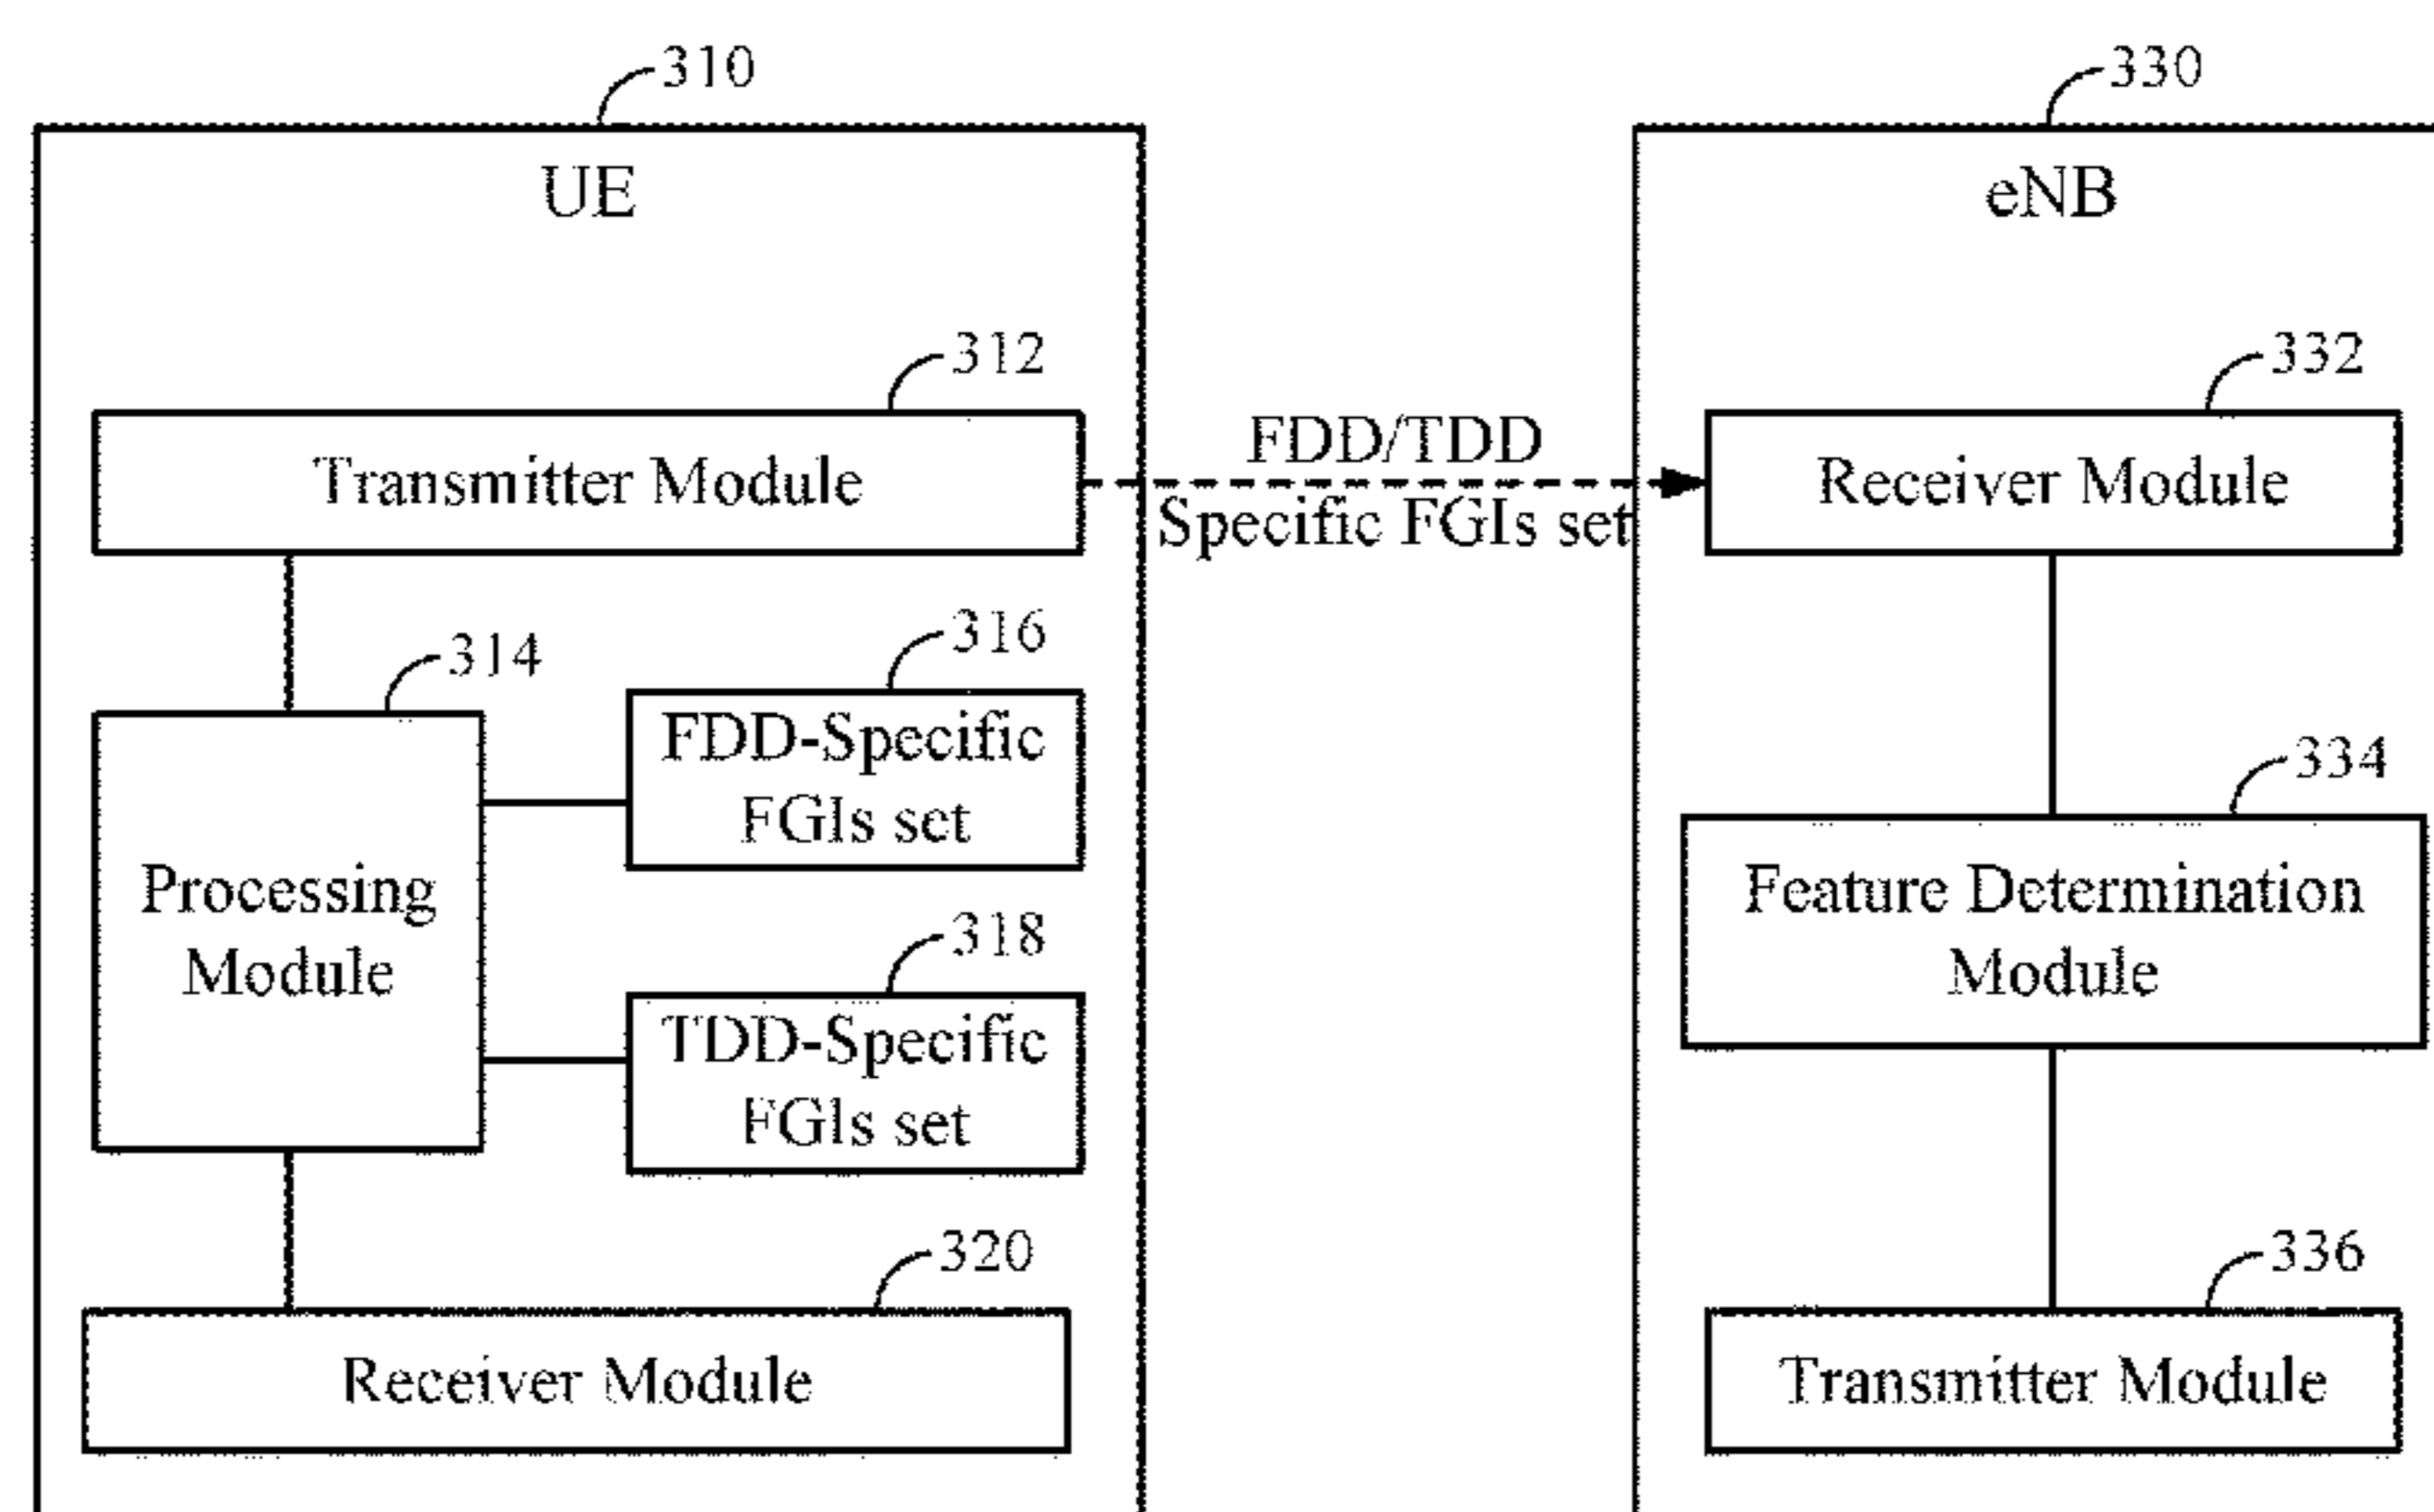 310
330
UE
eNB
312
332
Transmitter Module
FDD/TDD
Specific FGIs set
Receiver Module
314
316
FDD-Specific
FGIs set
334
Processing
Module
Feature Determination
Module
318
TDD-Specific
FGIs set
320
336
Receiver Module
Transmitter Module